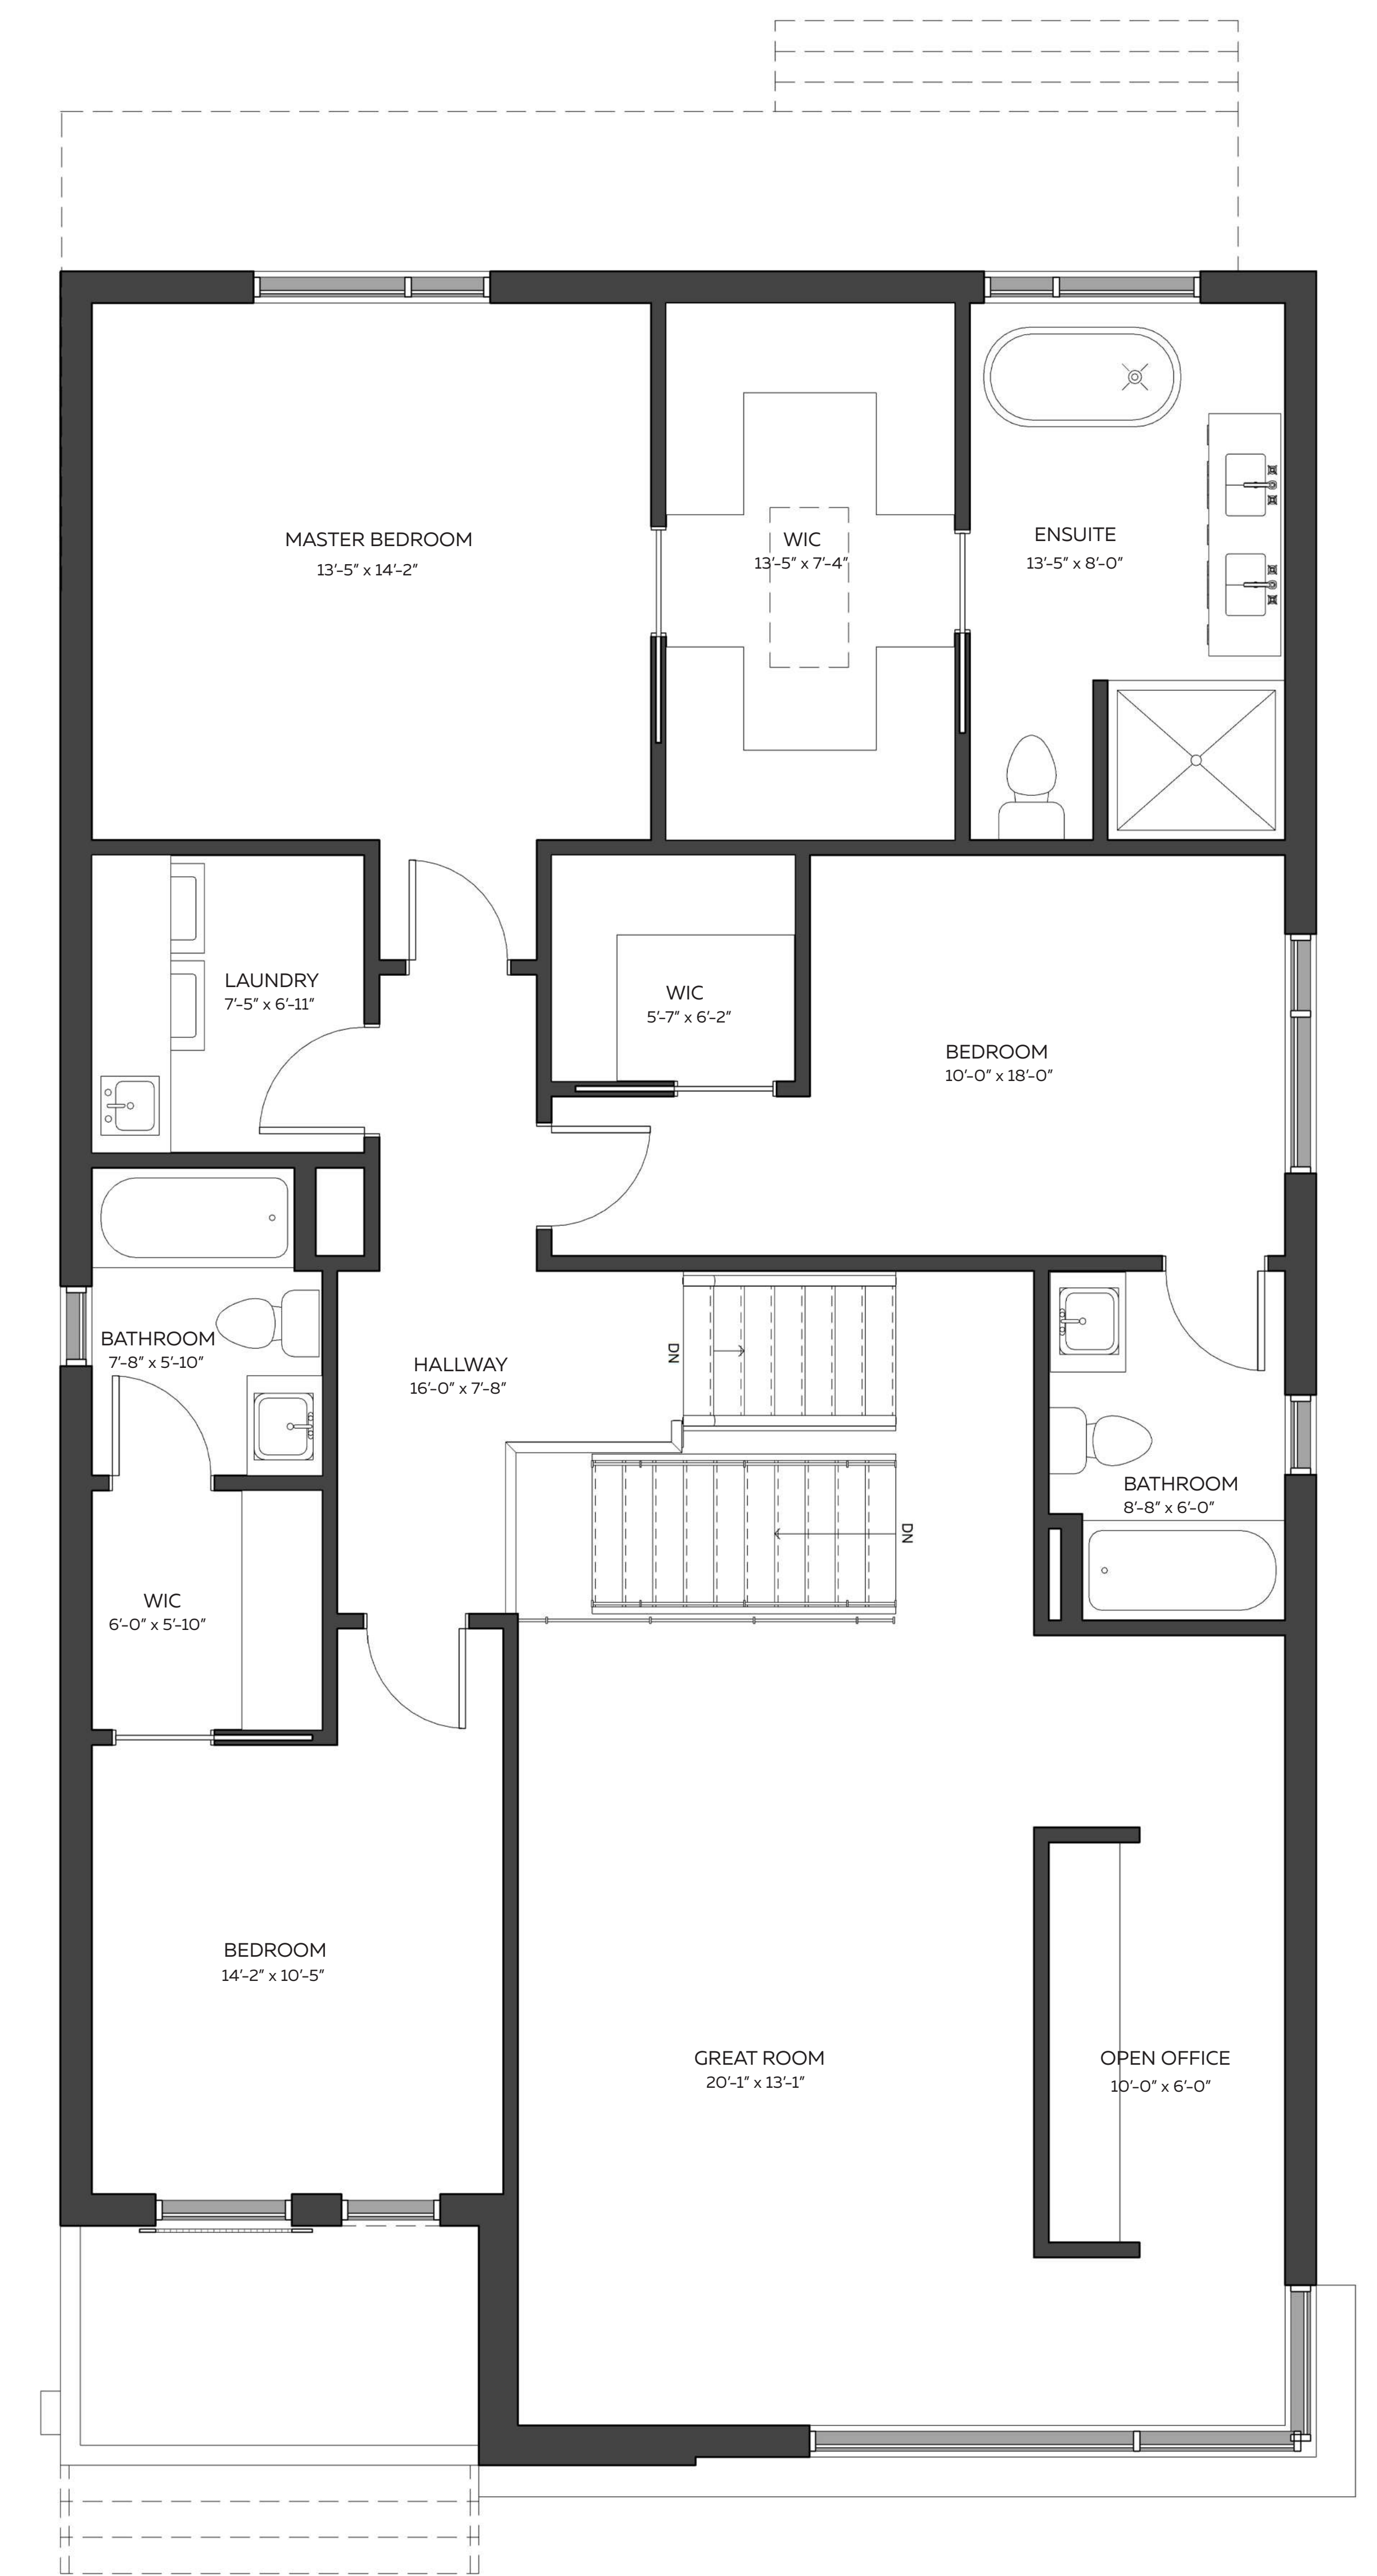 MASTER BEDROOM
13'-5" x 14'-2"
WIC
13'-5" x 7'-4"
ENSUITE
13'-5" x 8'-0"
LAUNDRY
7'-5" x 6'-11"
WIC
5'-7" x 6'-2"
BEDROOM
10'-0" x 18'-0"
BATHROOM
7'-8" x 5'-10"
HALLWAY
16'-0" x 7'-8"
DN
DN
BATHROOM
8'-8" x 6'-0"
WIC
6'-0" x 5'-10"
BEDROOM
14'-2" x 10'-5"
GREAT ROOM
20'-1" x 13'-1"
OPEN OFFICE
10'-0" x 6'-0"